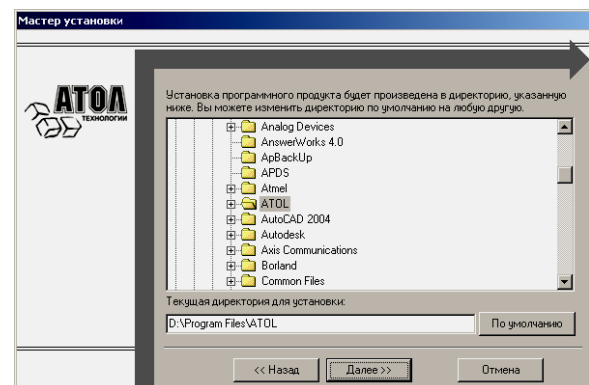 Мастер установки
АТОЛ
ТЕХНОЛОГИИ
Установка программного продукта будет произведена в директорию, указанную
ниже. Вы можете изменить директорию по умолчанию на любую другую.
Analog Devices
AnswerWorks 4.0
ApBackUp
APDS
Atmel
ATOL
AutoCAD 2004
Autodesk
Axis Communications
Borland
Common Files
Текущая директория для установки:
D:\Program Files\ATOL
По умолчанию
<< Назад
Далее >>
Отмена